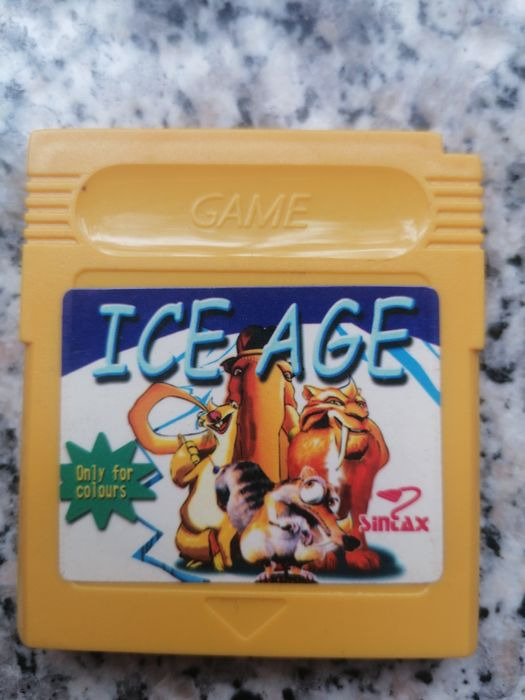 GAME
ICE AGE
Only for
colours
Sintax